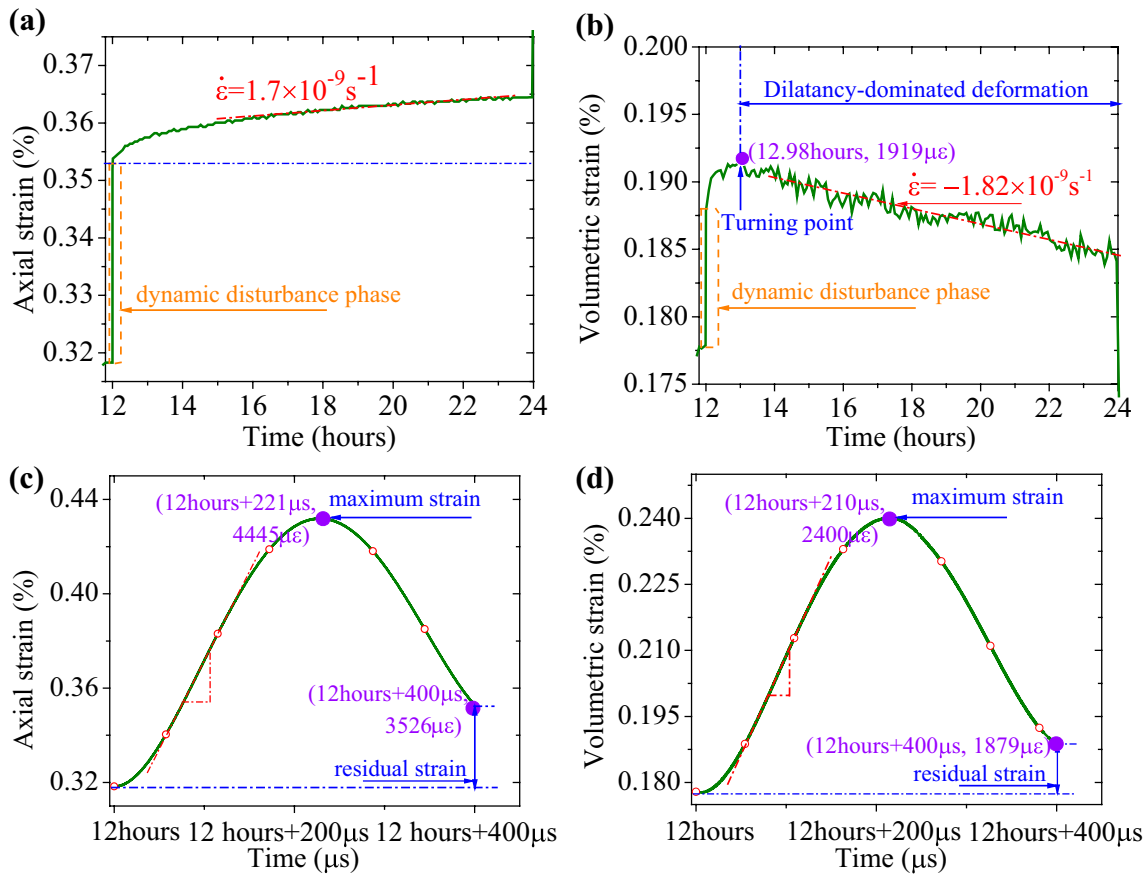 (a)
Axial strain (%)
0.37
0.36
0.35
0.34
0.33
0.32
ε̇=1.7×10⁻⁹s⁻¹
dynamic disturbance phase
12 14 16 18 20 22 24
Time (hours)
(b)
Volumetric strain (%)
0.200
0.195
0.190
0.185
0.180
0.175
Dilatancy-dominated deformation
(12.98hours, 1919με)
ε̇= −1.82×10⁻⁹s⁻¹
Turning point
dynamic disturbance phase
12 14 16 18 20 22 24
Time (hours)
(c)
Axial strain (%)
0.44
0.40
0.36
0.32
(12hours+221μs,
4445με)
maximum strain
(12hours+400μs,
3526με)
residual strain
12hours 12 hours+200μs 12 hours+400μs
Time (μs)
(d)
Volumetric strain (%)
0.240
0.225
0.210
0.195
0.180
(12hours+210μs,
2400με)
maximum strain
(12hours+400μs, 1879με)
residual strain
12hours 12hours+200μs 12hours+400μs
Time (μs)